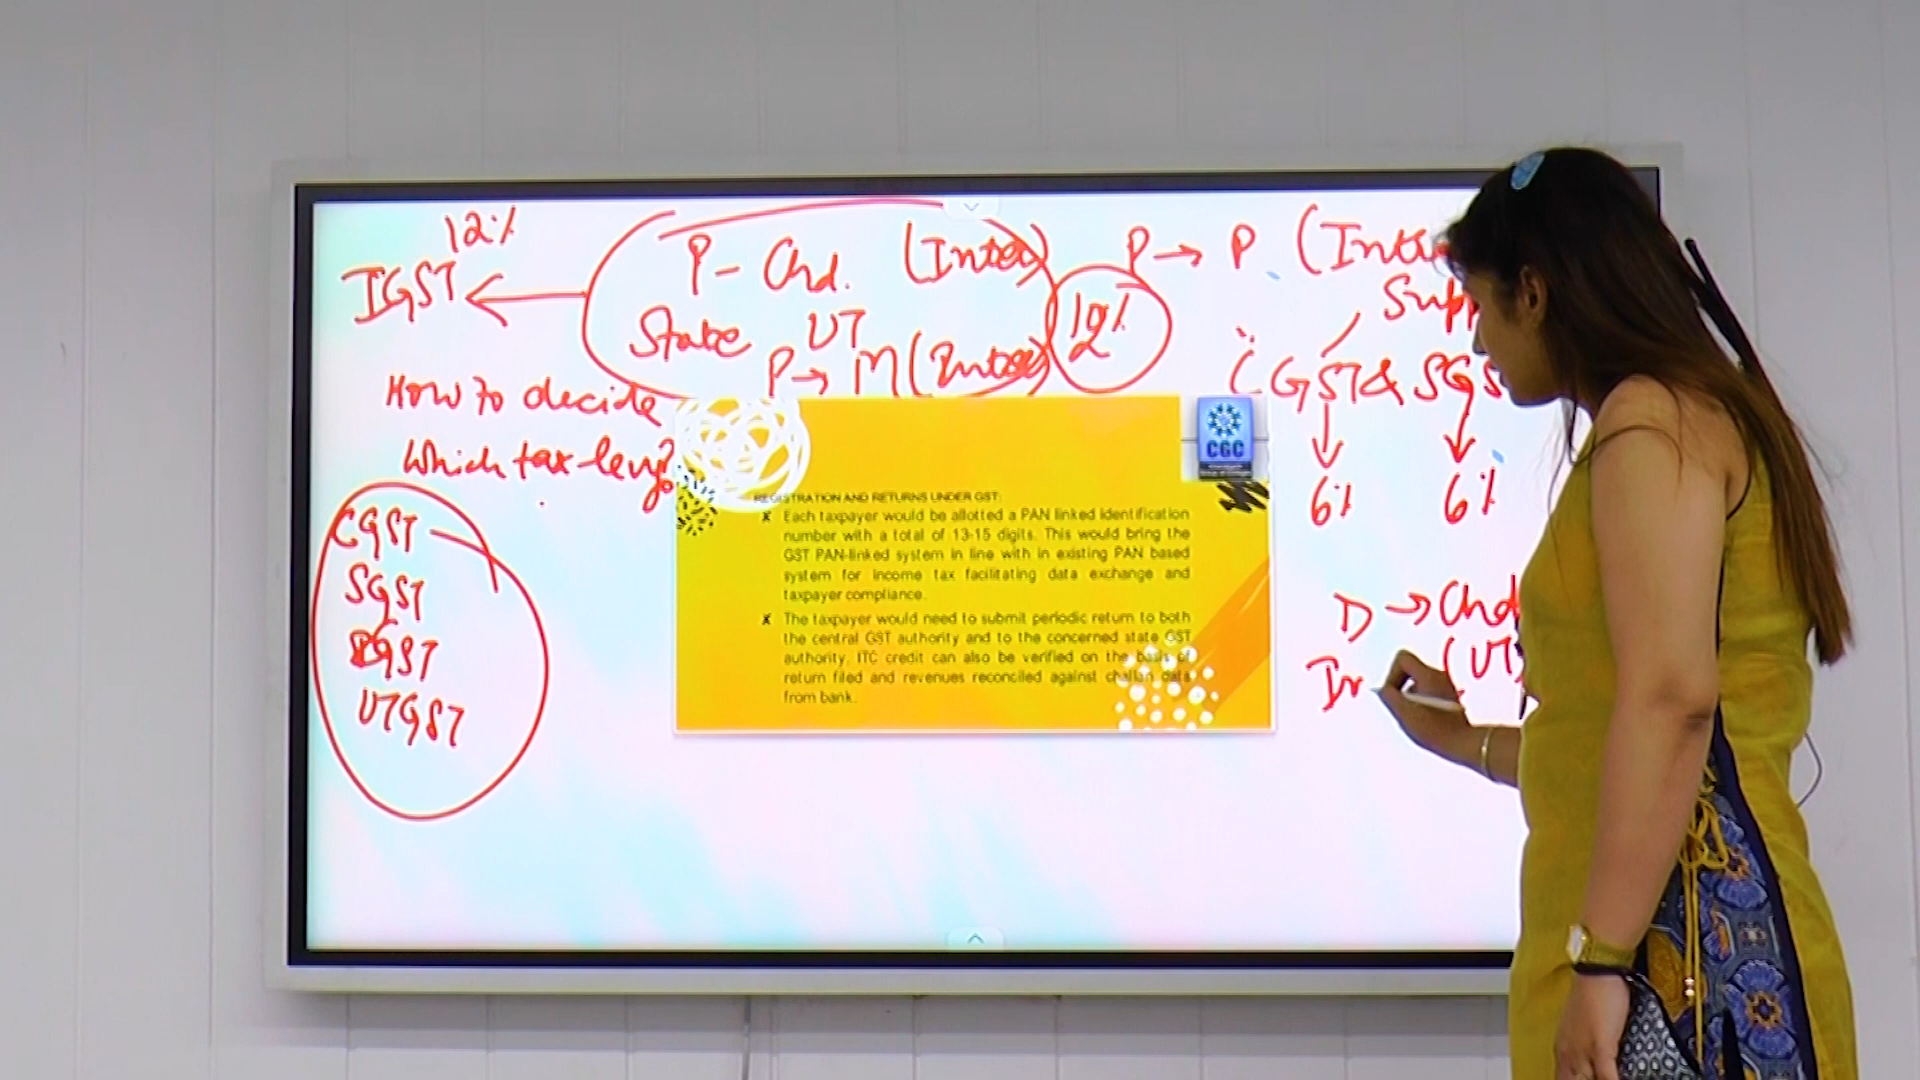 12%
IGST
P - Chd. (Inter)
State UT
P → M (Inter)
12%
P → P (Intra
Supp
CGST & SGS
6% 6%
How to decide
which tax levy?
CGST
SGST
IGST
UTGST
D → Chd
(UT)
In
CGC
REGISTRATION AND RETURNS UNDER GST:
x Each taxpayer would be allotted a PAN linked identification
number with a total of 13-15 digits. This would bring the
GST PAN-linked system in line with in existing PAN based
system for income tax facilitating data exchange and
taxpayer compliance.
x The taxpayer would need to submit periodic return to both
the central GST authority and to the concerned state GST
authority. ITC credit can also be verified on the basis of
return filed and revenues reconciled against challan data
from bank.